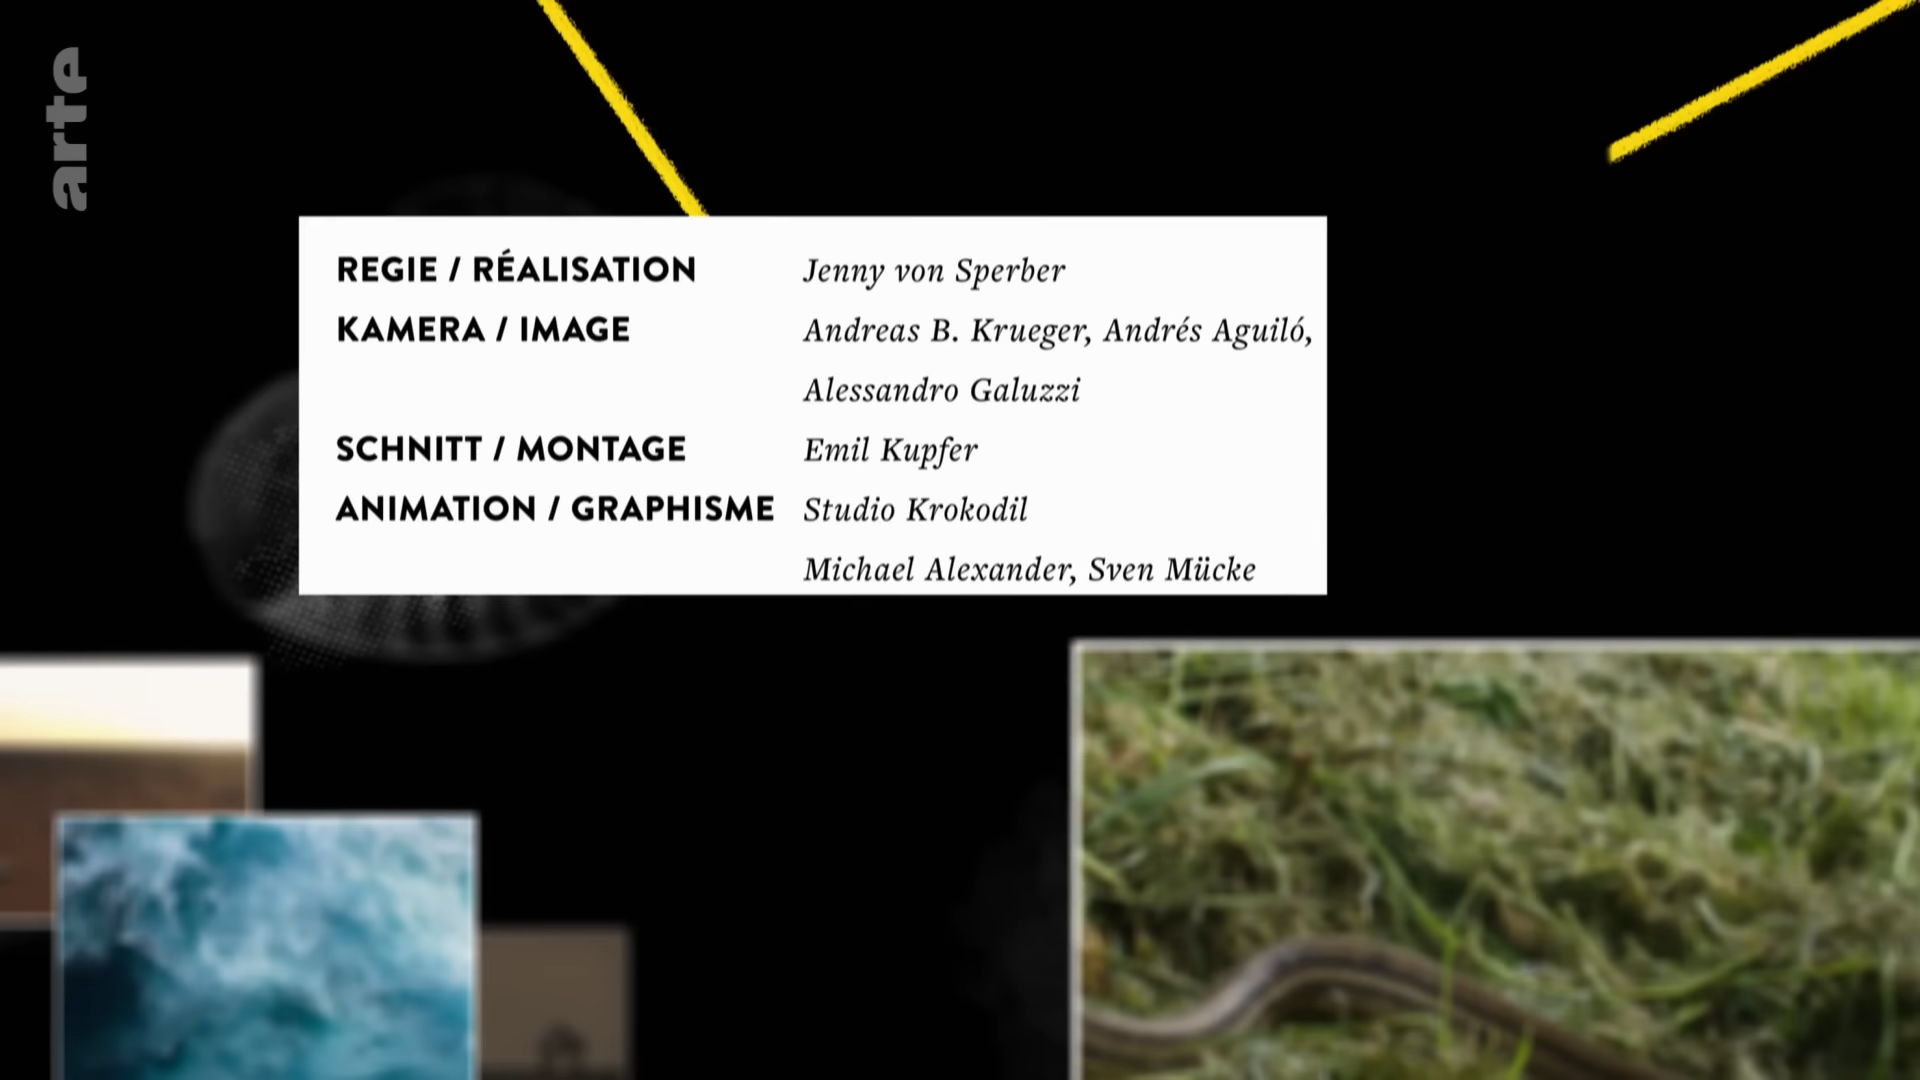 arte
REGIE / RÉALISATION Jenny von Sperber
KAMERA / IMAGE Andreas B. Krueger, Andrés Aguiló,
Alessandro Galuzzi
SCHNITT / MONTAGE Emil Kupfer
ANIMATION / GRAPHISME Studio Krokodil
Michael Alexander, Sven Mücke